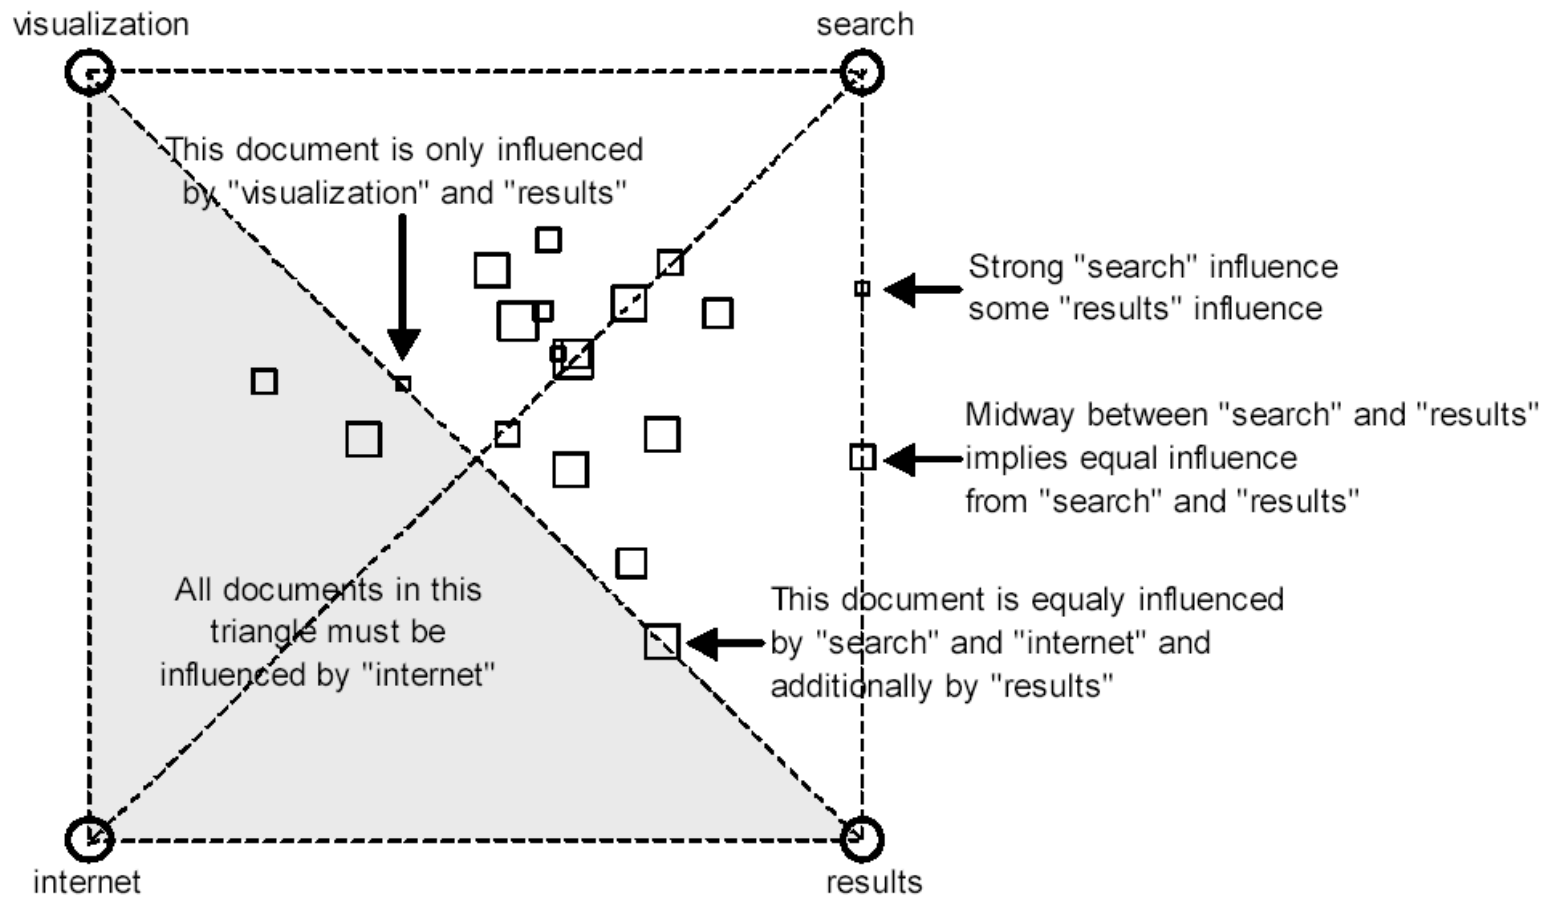 visualization
search
This document is only influenced
by "visualization" and "results"
Strong "search" influence
some "results" influence
Midway between "search" and "results"
implies equal influence
from "search" and "results"
All documents in this
triangle must be
influenced by "internet"
This document is equaly influenced
by "search" and "internet" and
additionally by "results"
internet
results